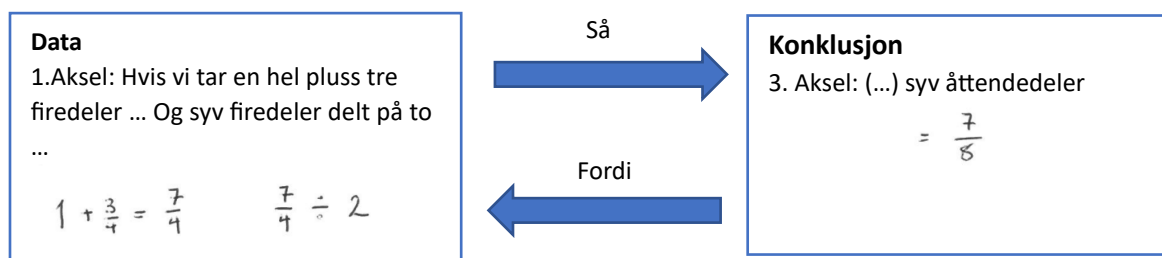 Data
1.Aksel: Hvis vi tar en hel pluss tre
firedeler ... Og syv firedeler delt på to
...
1 + 3/4 = 7/4    7/4 ÷ 2
Så
Fordi
Konklusjon
3. Aksel: (...) syv åttendedeler
= 7/8